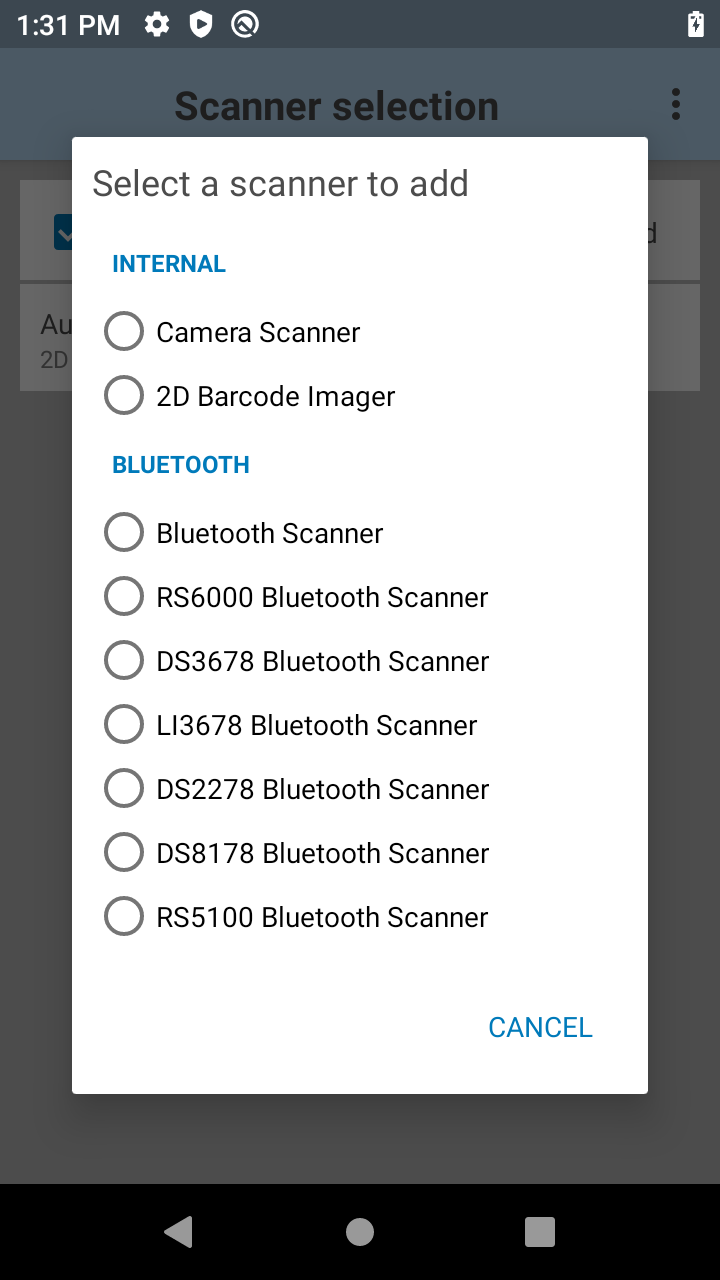 1:31 PM
Scanner selection
Select a scanner to add
INTERNAL
Camera Scanner
Au
2D
2D Barcode Imager
BLUETOOTH
Bluetooth Scanner
RS6000 Bluetooth Scanner
DS3678 Bluetooth Scanner
LI3678 Bluetooth Scanner
DS2278 Bluetooth Scanner
DS8178 Bluetooth Scanner
RS5100 Bluetooth Scanner
CANCEL